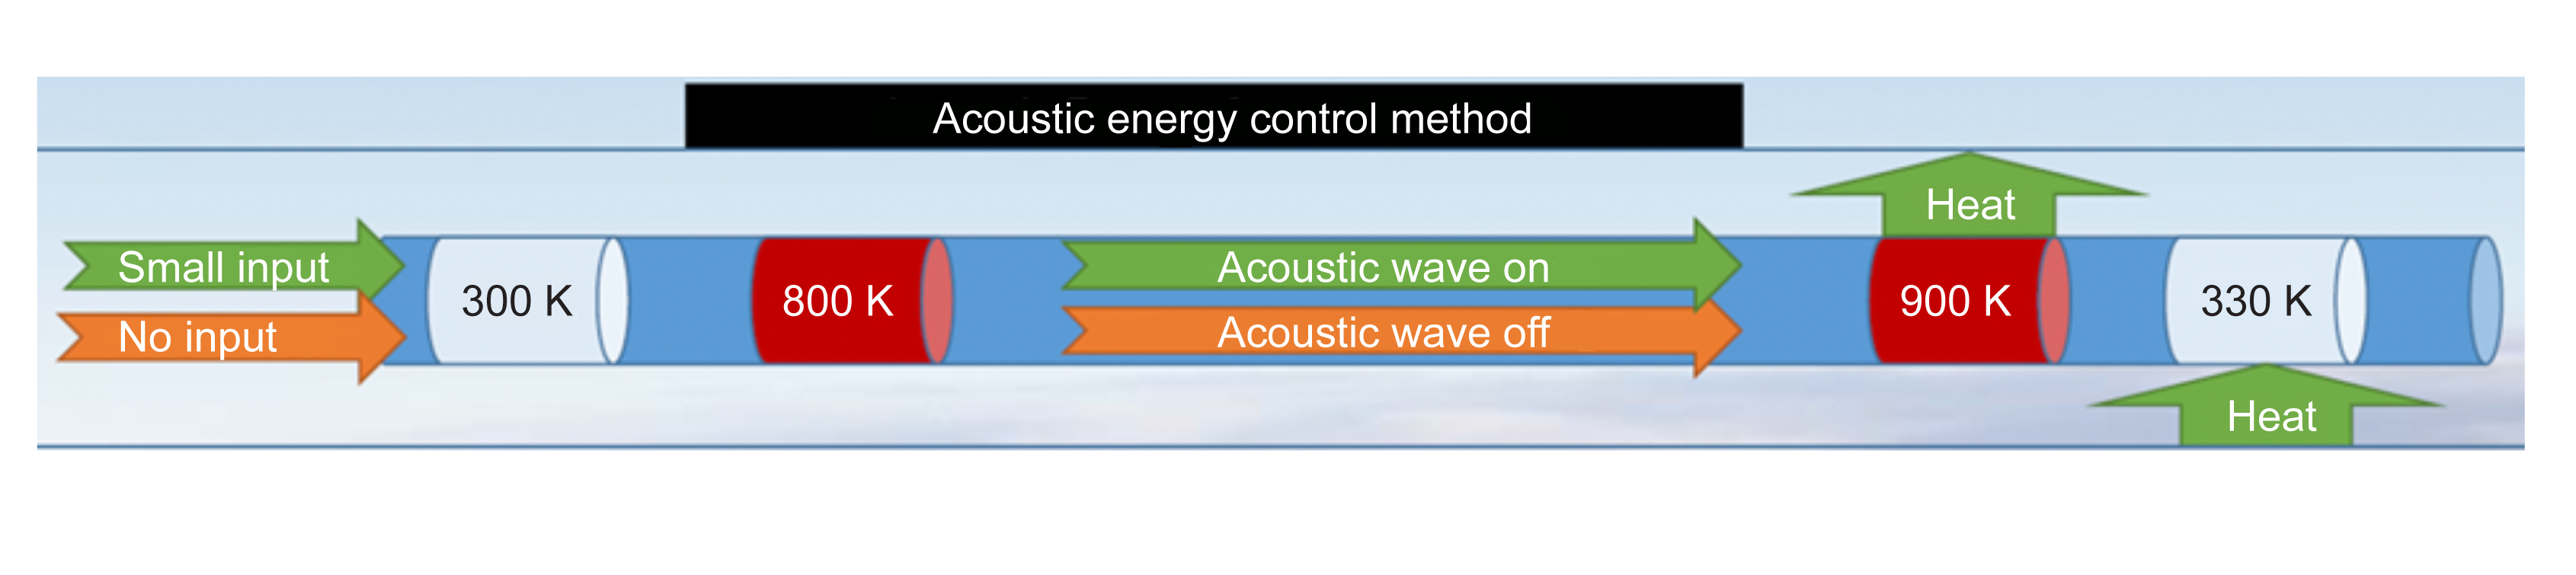 Acoustic energy control method
Heat
Small input
Acoustic wave on
300 K
800 K
900 K
330 K
No input
Acoustic wave off
Heat